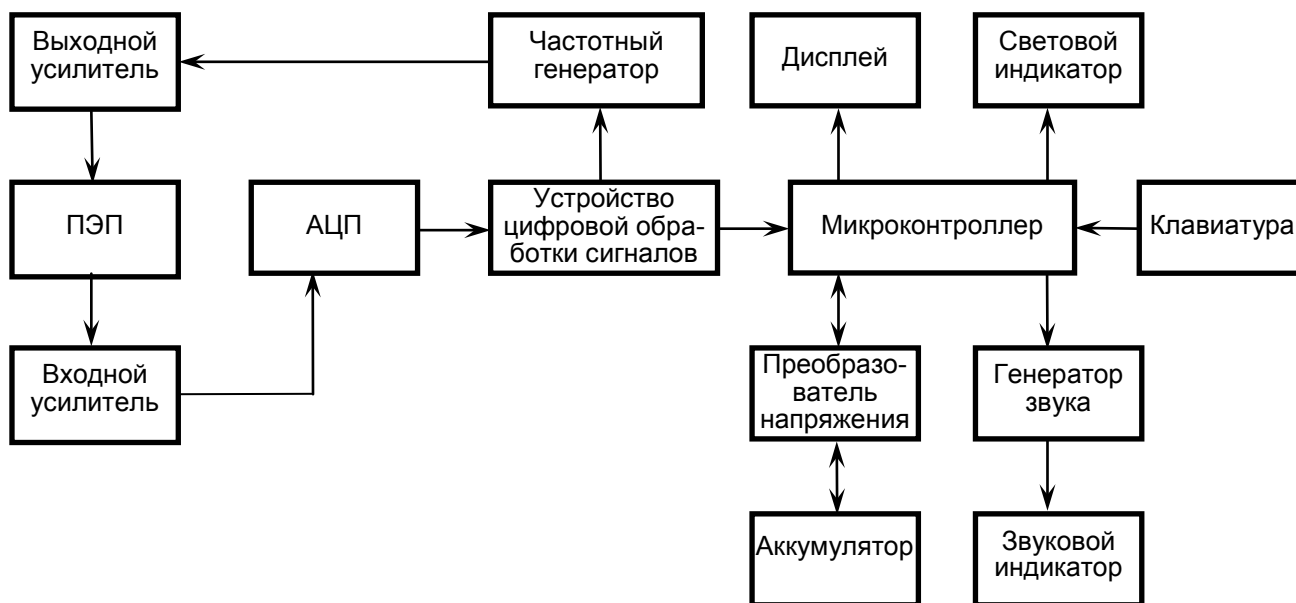 Выходной
усилитель
Частотный
генератор
Дисплей
Световой
индикатор
ПЭП
АЦП
Устройство
цифровой обра-
ботки сигналов
Микроконтроллер
Клавиатура
Входной
усилитель
Преобразо-
ватель
напряжения
Генератор
звука
Аккумулятор
Звуковой
индикатор